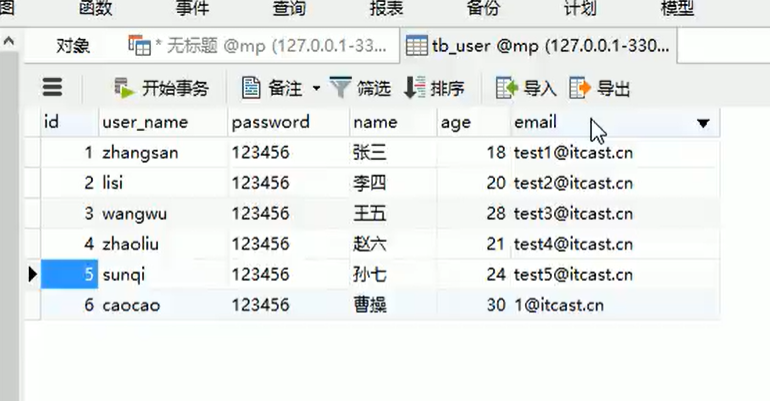 图 函数 事件 查询 报表 备份 计划 模型
对象 * 无标题 @mp (127.0.0.1-33... tb_user @mp (127.0.0.1-330...
开始事务 备注 筛选 排序 导入 导出
id user_name password name age email
1 zhangsan 123456 张三 18 test1@itcast.cn
2 lisi 123456 李四 20 test2@itcast.cn
3 wangwu 123456 王五 28 test3@itcast.cn
4 zhaoliu 123456 赵六 21 test4@itcast.cn
5 sunqi 123456 孙七 24 test5@itcast.cn
6 caocao 123456 曹操 30 1@itcast.cn